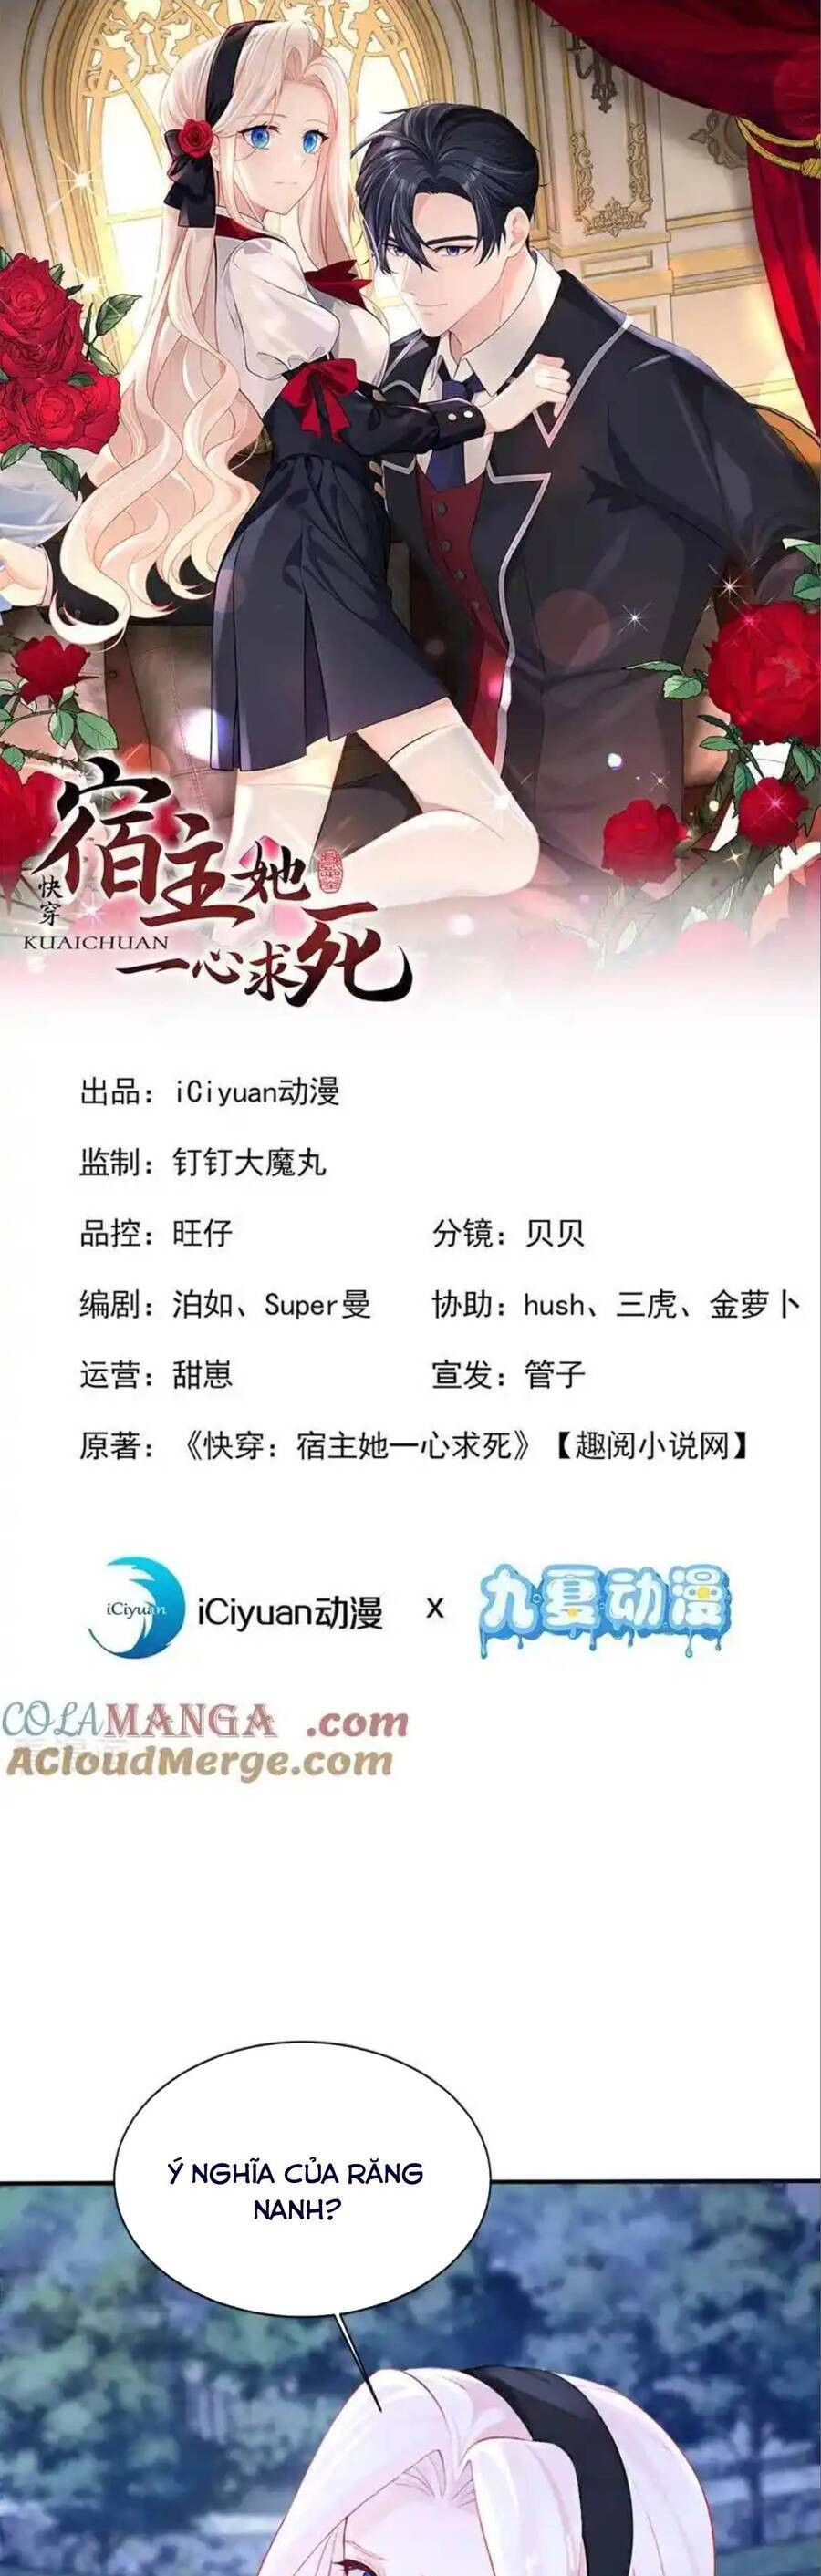 快穿
KUAICHUAN
宿主她
一心求死
出品：iCiyuan动漫
监制：钉钉大魔丸
品控：旺仔 分镜：贝贝
编剧：泊如、Super曼 协助：hush、三虎、金萝卜
运营：甜崽 宣发：管子
原著：《快穿：宿主她一心求死》【趣阅小说网】
iCiyuan
iCiyuan动漫 x 九夏动漫
COLAMANGA .com
AcloudMerge.com
Ý NGHĨA CỦA RĂNG
NANH?